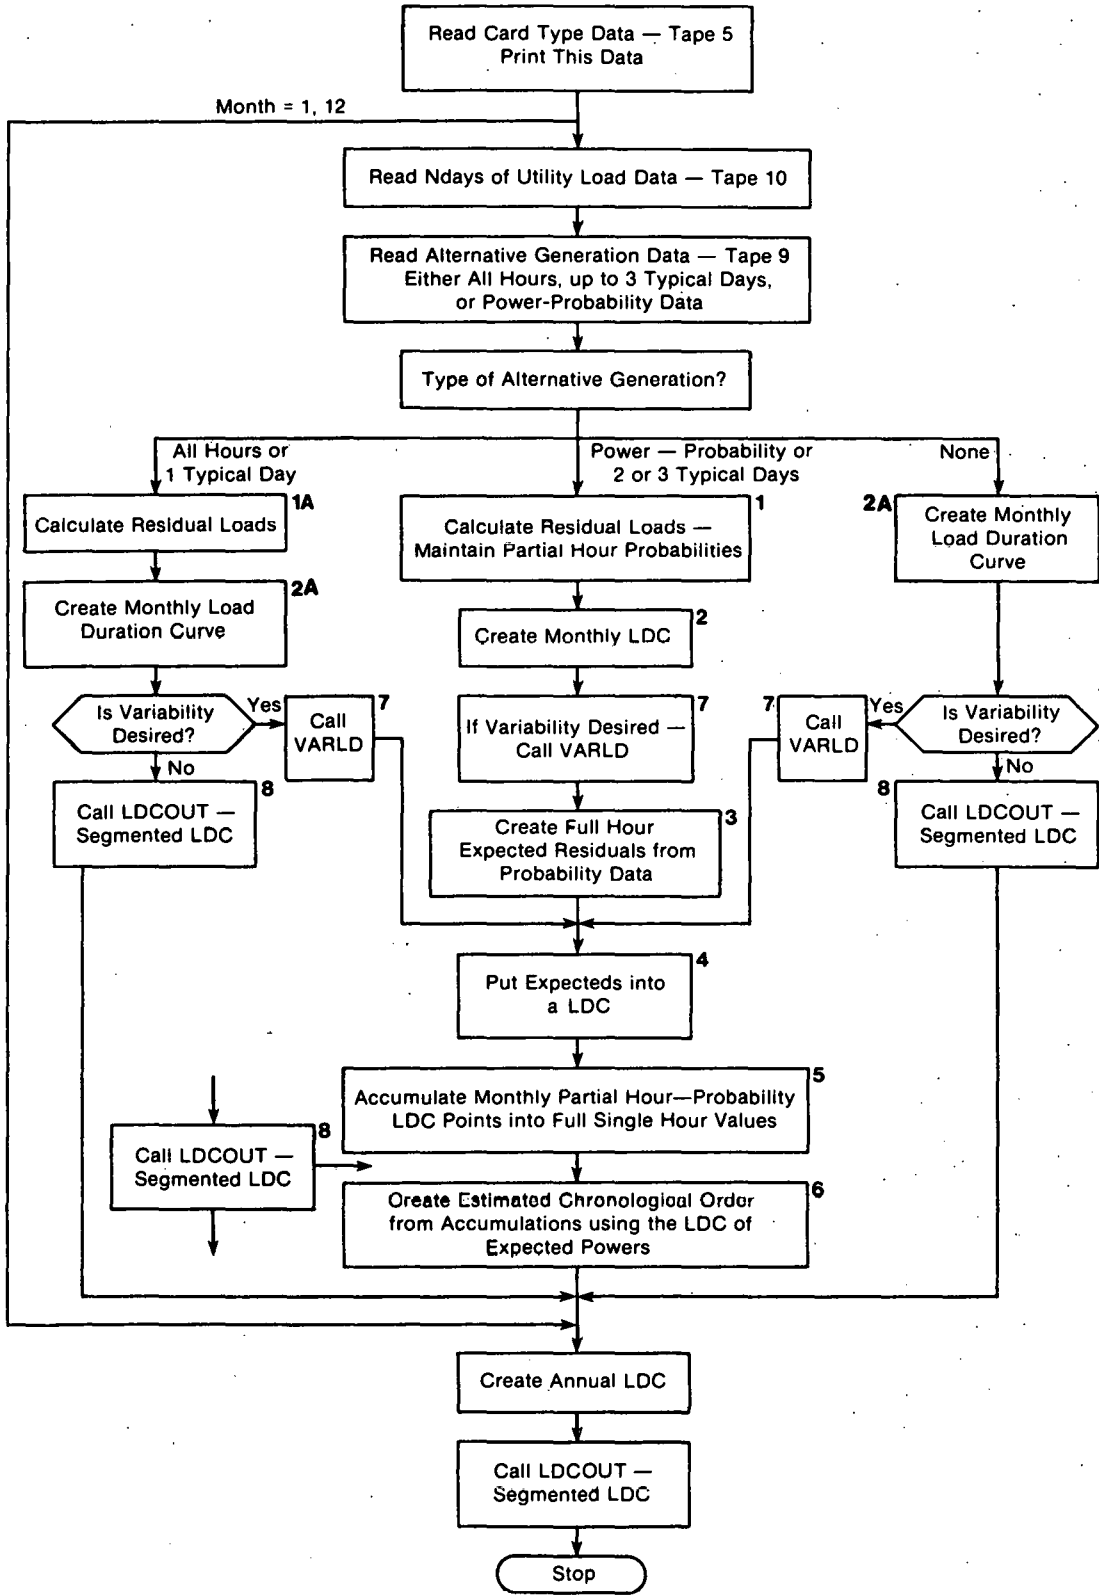 Read Card Type Data — Tape 5
Print This Data
Month = 1, 12
Read Ndays of Utility Load Data — Tape 10
Read Alternative Generation Data — Tape 9
Either All Hours, up to 3 Typical Days,
or Power-Probability Data
Type of Alternative Generation?
All Hours or
1 Typical Day
Power — Probability or
2 or 3 Typical Days
None
1A
Calculate Residual Loads
1
Calculate Residual Loads —
Maintain Partial Hour Probabilities
2A
Create Monthly
Load Duration
Curve
2A
Create Monthly Load
Duration Curve
2
Create Monthly LDC
Is Variability
Desired?
Yes
7
Call
VARLD
7
If Variability Desired —
Call VARLD
7
Call
VARLD
Yes
Is Variability
Desired?
No
No
8
Call LDCOUT —
Segmented LDC
3
Create Full Hour
Expected Residuals from
Probability Data
8
Call LDCOUT —
Segmented LDC
4
Put Expecteds into
a LDC
5
Accumulate Monthly Partial Hour—Probability
LDC Points into Full Single Hour Values
8
Call LDCOUT —
Segmented LDC
6
Create Estimated Chronological Order
from Accumulations using the LDC of
Expected Powers
Create Annual LDC
Call LDCOUT —
Segmented LDC
Stop